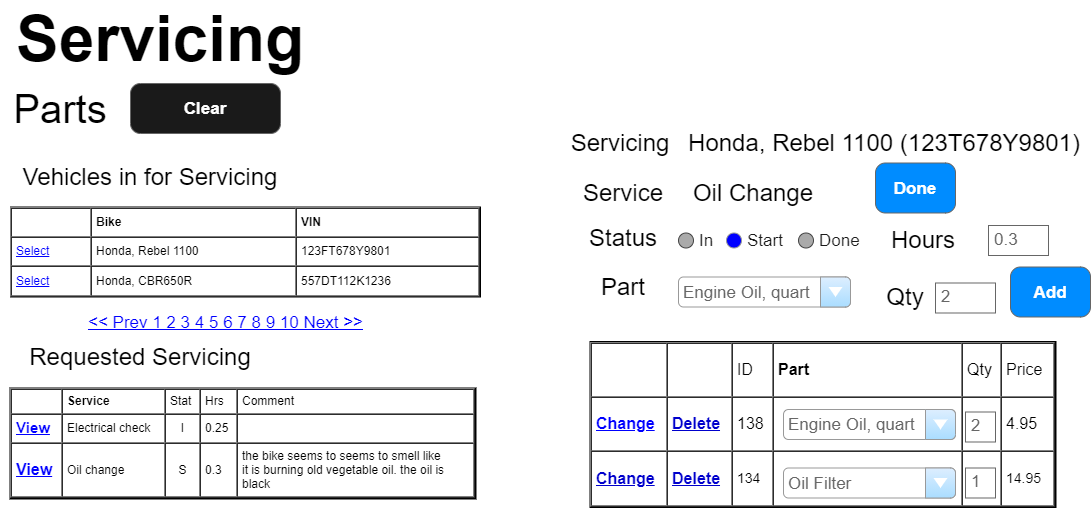 Servicing
Parts Clear
Vehicles in for Servicing
Bike VIN
Select Honda, Rebel 1100 123FT678Y9801
Select Honda, CBR650R 557DT112K1236
<< Prev 1 2 3 4 5 6 7 8 9 10 Next >>
Requested Servicing
Service Stat Hrs Comment
View Electrical check I 0.25
View Oil change S 0.3 the bike seems to seems to smell like
it is burning old vegetable oil. the oil is
black
Servicing Honda, Rebel 1100 (123T678Y9801)
Service Oil Change Done
Status In Start Done Hours 0.3
Part Engine Oil, quart Qty 2 Add
ID Part Qty Price
Change Delete 138 Engine Oil, quart 2 4.95
Change Delete 134 Oil Filter 1 14.95